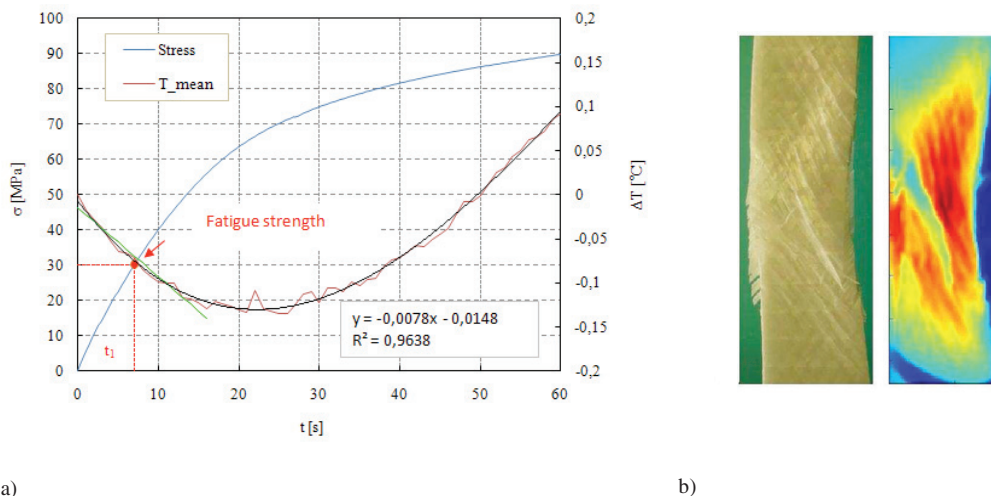 100
90
80
70
60
50
40
30
20
10
0
σ [MPa]
Stress
T_mean
Fatigue strength
t1
y = -0,0078x - 0,0148
R² = 0,9638
0
10
20
30
40
50
60
t [s]
0,2
0,15
0,1
0,05
0
-0,05
-0,1
-0,15
-0,2
ΔT [°C]
a)
b)